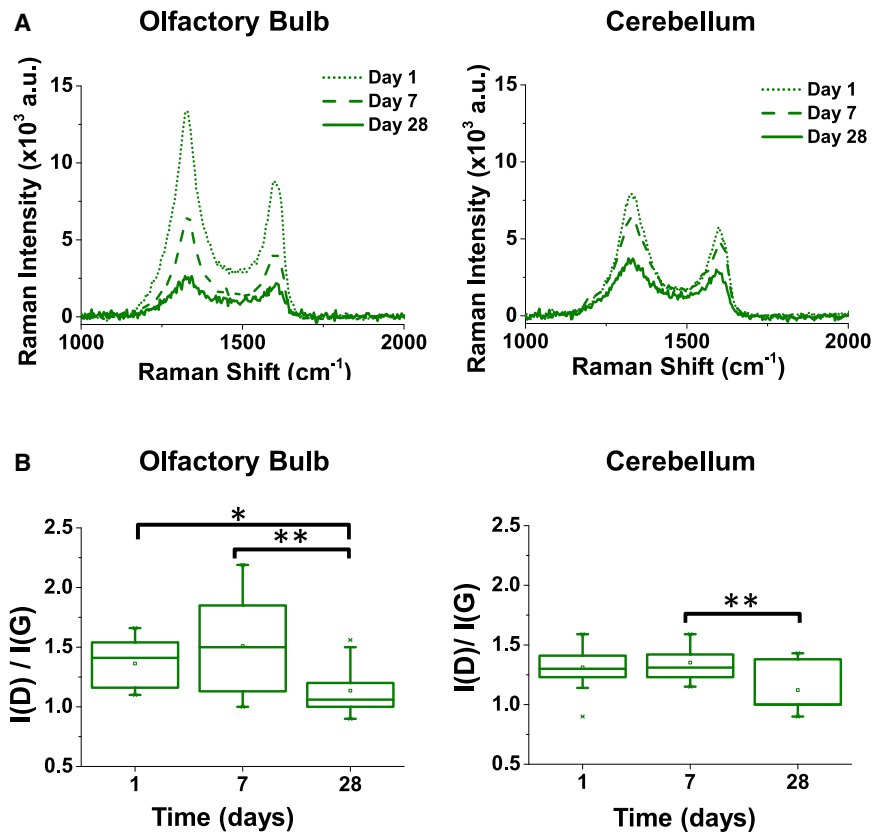 A
Olfactory Bulb
Raman Intensity (x10³ a.u.)
15
10
5
0
Day 1
Day 7
Day 28
1000
1500
2000
Raman Shift (cm⁻¹)
Cerebellum
Raman Intensity (x10³ a.u.)
15
10
5
0
Day 1
Day 7
Day 28
1000
1500
2000
Raman Shift (cm⁻¹)
B
Olfactory Bulb
I(D) / I(G)
2.5
2.0
1.5
1.0
0.5
*
**
1
7
28
Time (days)
Cerebellum
I(D)/ I(G)
2.5
2.0
1.5
1.0
0.5
**
1
7
28
Time (days)